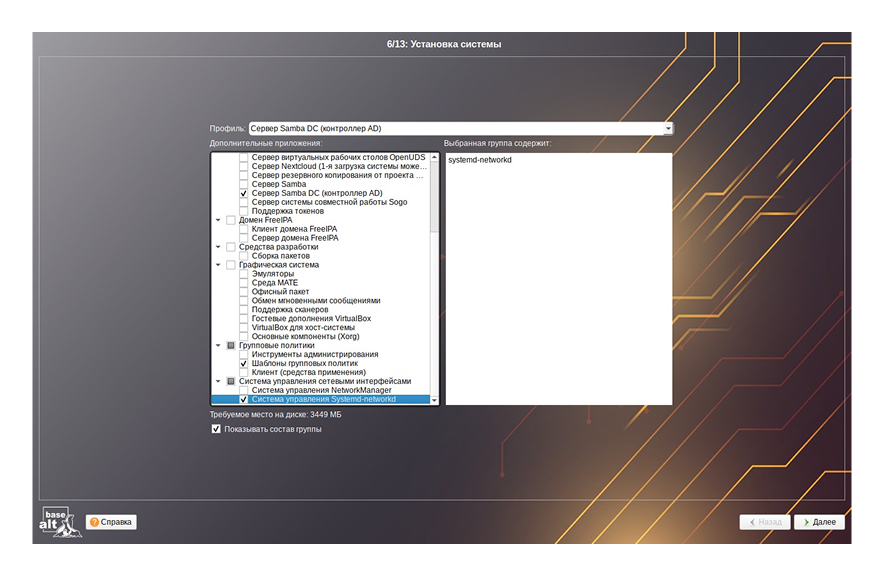 6/13: Установка системы
Профиль: Сервер Samba DC (контроллер AD)
Дополнительные приложения:
Выбранная группа содержит:
Сервер виртуальных рабочих столов OpenUDS
systemd-networkd
Сервер Nextcloud (1-я загрузка системы може...
Сервер резервного копирования от проекта ...
Сервер Samba
Сервер Samba DC (контроллер AD)
Сервер системы совместной работы Sogo
Поддержка токенов
Домен FreeIPA
Клиент домена FreeIPA
Сервер домена FreeIPA
Средства разработки
Сборка пакетов
Графическая система
Эмуляторы
Среда MATE
Офисный пакет
Обмен мгновенными сообщениями
Поддержка сканеров
Гостевые дополнения VirtualBox
VirtualBox для хост-системы
Основные компоненты (Xorg)
Групповые политики
Инструменты администрирования
Шаблоны групповых политик
Клиент (средства применения)
Система управления сетевыми интерфейсами
Система управления NetworkManager
Система управления Systemd-networkd
Требуемое место на диске: 3449 МБ
Показывать состав группы
base
alt
Справка
Назад
Далее